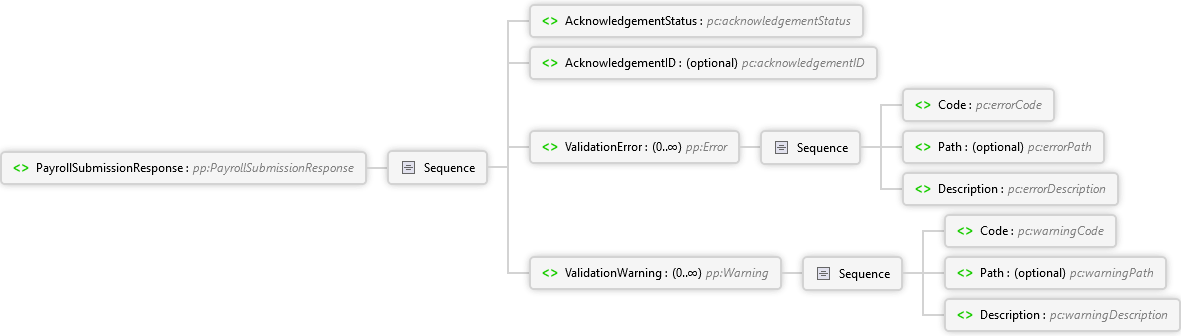 AcknowledgementStatus : pc:acknowledgementStatus
AcknowledgementID : (optional) pc:acknowledgementID
Code : pc:errorCode
ValidationError : (0..∞) pp:Error
Sequence
Path : (optional) pc:errorPath
PayrollSubmissionResponse : pp:PayrollSubmissionResponse
Sequence
Description : pc:errorDescription
Code : pc:warningCode
ValidationWarning : (0..∞) pp:Warning
Sequence
Path : (optional) pc:warningPath
Description : pc:warningDescription